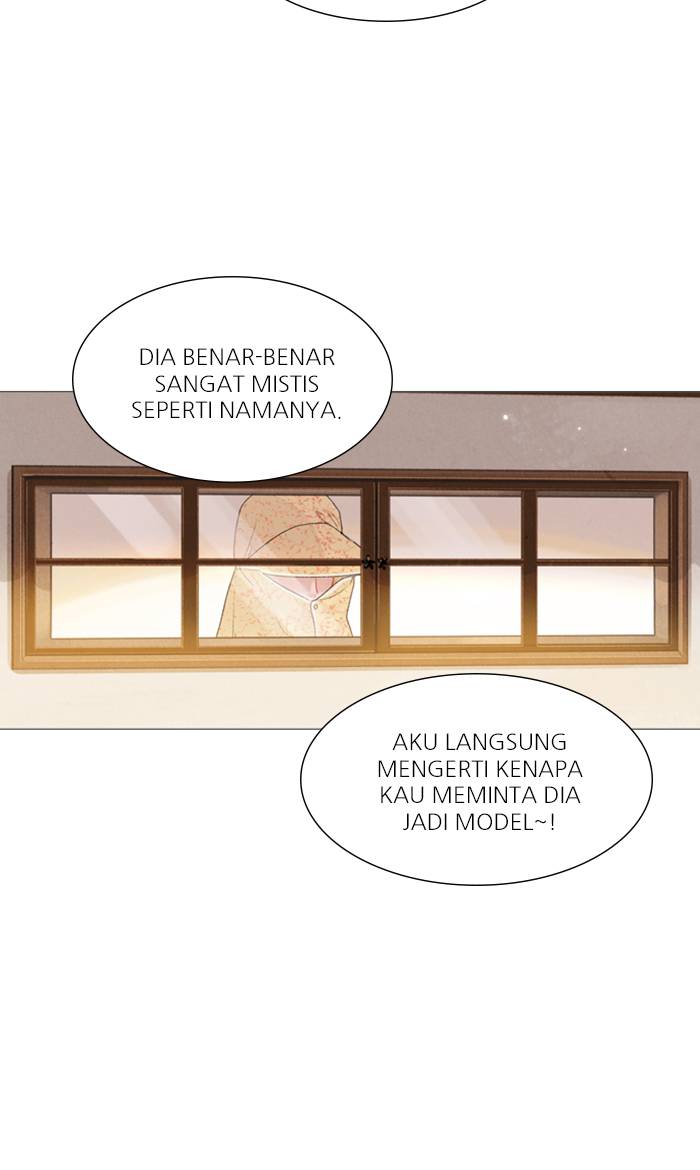 DIA BENAR-BENAR
SANGAT MISTIS
SEPERTI NAMANYA.
AKU LANGSUNG
MENGERTI KENAPA
KAU MEMINTA DIA
JADI MODEL~!